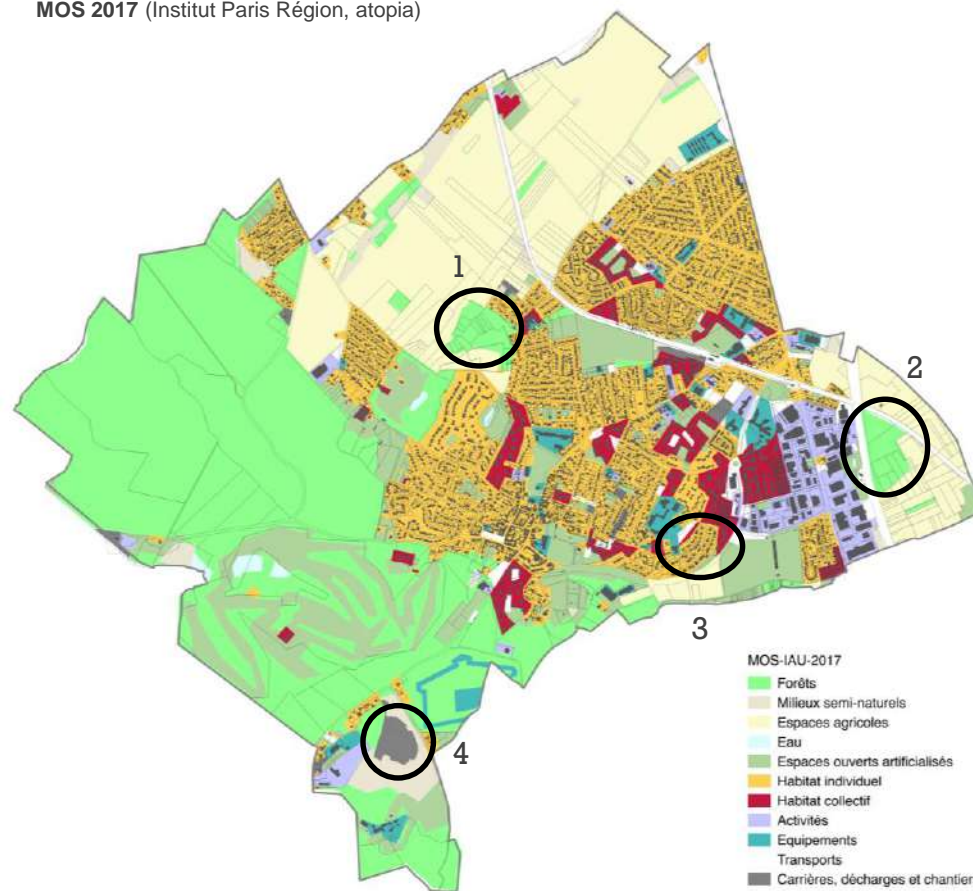 MOS 2017 (Institut Paris Région, atopia)
1
2
3
4
MOS-IAU-2017
Forêts
Milieux semi-naturels
Espaces agricoles
Eau
Espaces ouverts artificialisés
Habitat individuel
Habitat collectif
Activités
Equipements
Transports
Carrières, décharges et chantier